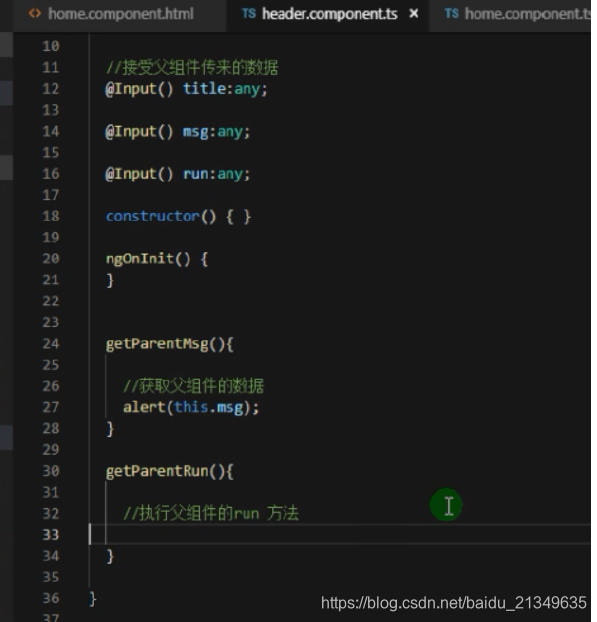 <> home.component.html TS header.component.ts × TS home.component.ts
10
11 //接受父组件传来的数据
12 @Input() title:any;
13
14 @Input() msg:any;
15
16 @Input() run:any;
17
18 constructor() { }
19
20 ngOnInit() {
21 }
22
23
24 getParentMsg(){
25
26 //获取父组件的数据
27 alert(this.msg);
28 }
29
30 getParentRun(){
31
32 //执行父组件的run 方法
33
34 }
35
36 }
37
https://blog.csdn.net/baidu_21349635